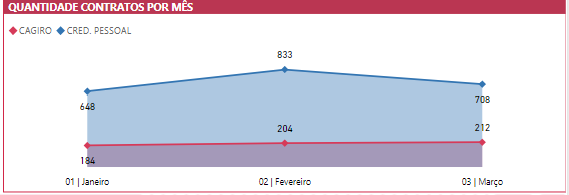 QUANTIDADE CONTRATOS POR MÊS
CAGIRO CRED. PESSOAL
833
648
708
204
212
184
01 | Janeiro 02 | Fevereiro 03 | Março